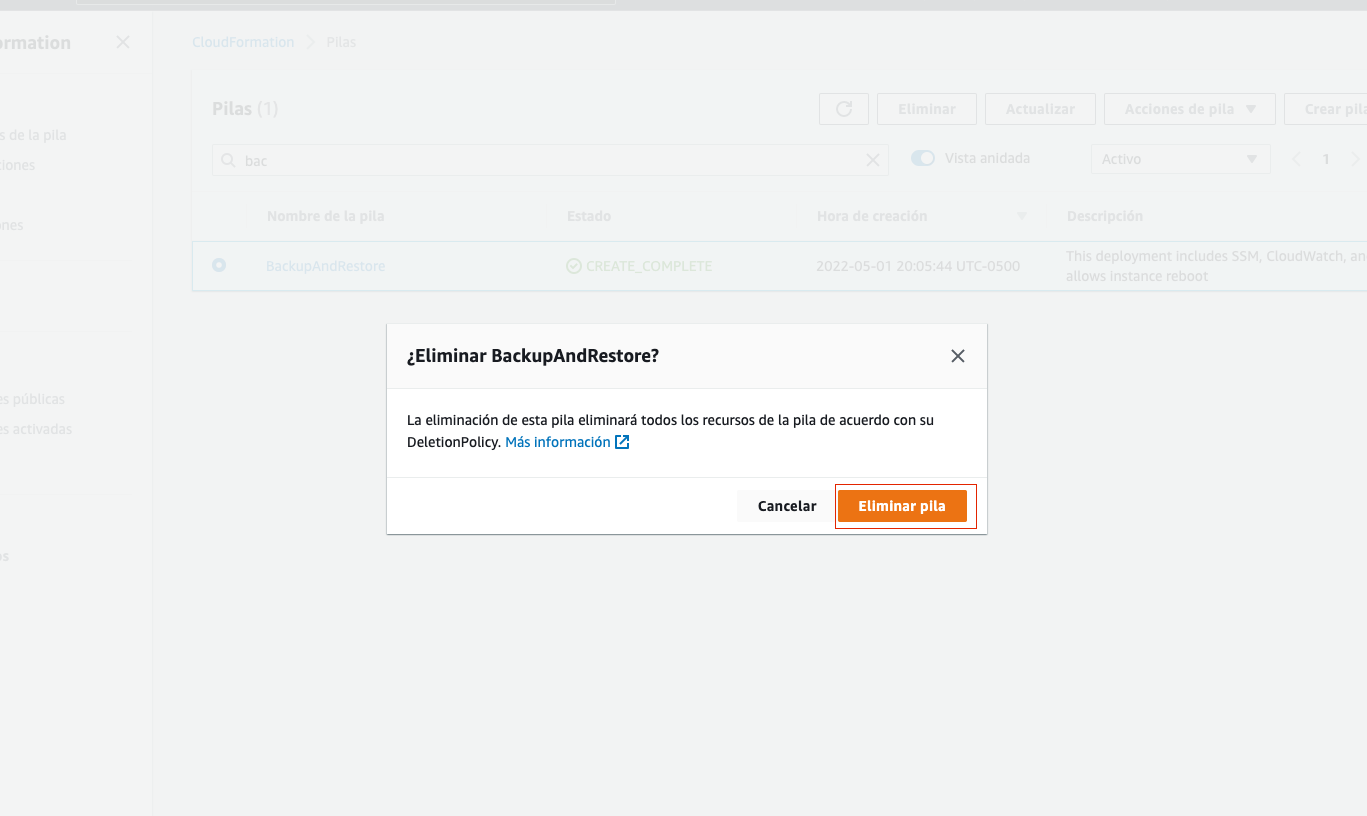 ormation
CloudFormation
Pilas
s de la pila
ciones
ones
es públicas
es activadas
as
Pilas (1)
Eliminar
Actualizar
Acciones de pila
Crear pila
bac
Vista anidada
Activo
1
Nombre de la pila
Estado
Hora de creación
Descripción
BackupAndRestore
CREATE_COMPLETE
2022-05-01 20:05:44 UTC-0500
This deployment includes SSM, CloudWatch, an
allows instance reboot
¿Eliminar BackupAndRestore?
La eliminación de esta pila eliminará todos los recursos de la pila de acuerdo con su
DeletionPolicy. Más información
Cancelar
Eliminar pila